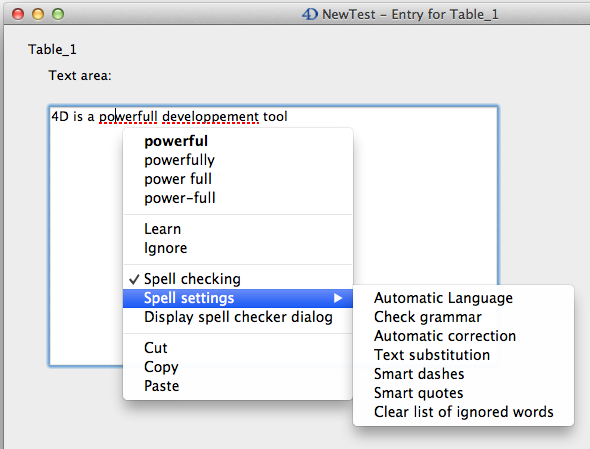 4D NewTest - Entry for Table_1
Table_1
Text area:
4D is a powerfull developpement tool
powerful
powerfully
power full
power-full
Learn
Ignore
✓ Spell checking
Spell settings ▶
Display spell checker dialog
Cut
Copy
Paste
Automatic Language
Check grammar
Automatic correction
Text substitution
Smart dashes
Smart quotes
Clear list of ignored words